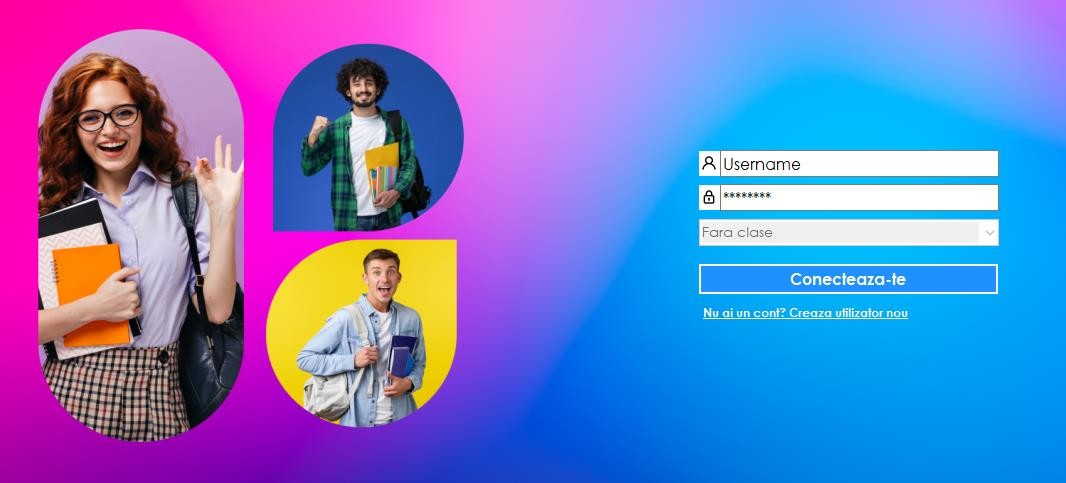 Username
********
Fara clase
Conecteaza-te
Nu ai un cont? Creaza utilizator nou